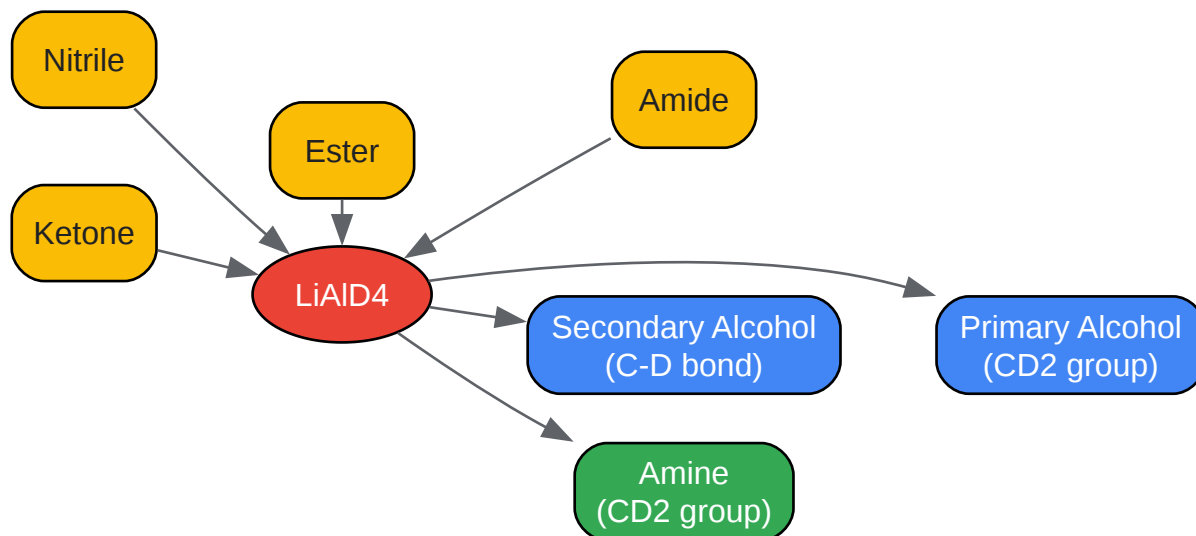 Nitrile
Amide
Ester
Ketone
LiAlD4
Secondary Alcohol
(C-D bond)
Primary Alcohol
(CD2 group)
Amine
(CD2 group)